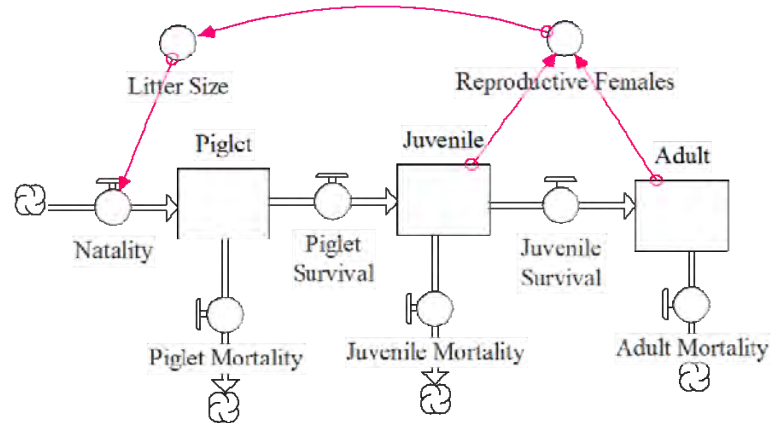 Litter Size
Reproductive Females
Piglet
Juvenile
Adult
Natality
Piglet
Survival
Juvenile
Survival
Piglet Mortality
Juvenile Mortality
Adult Mortality